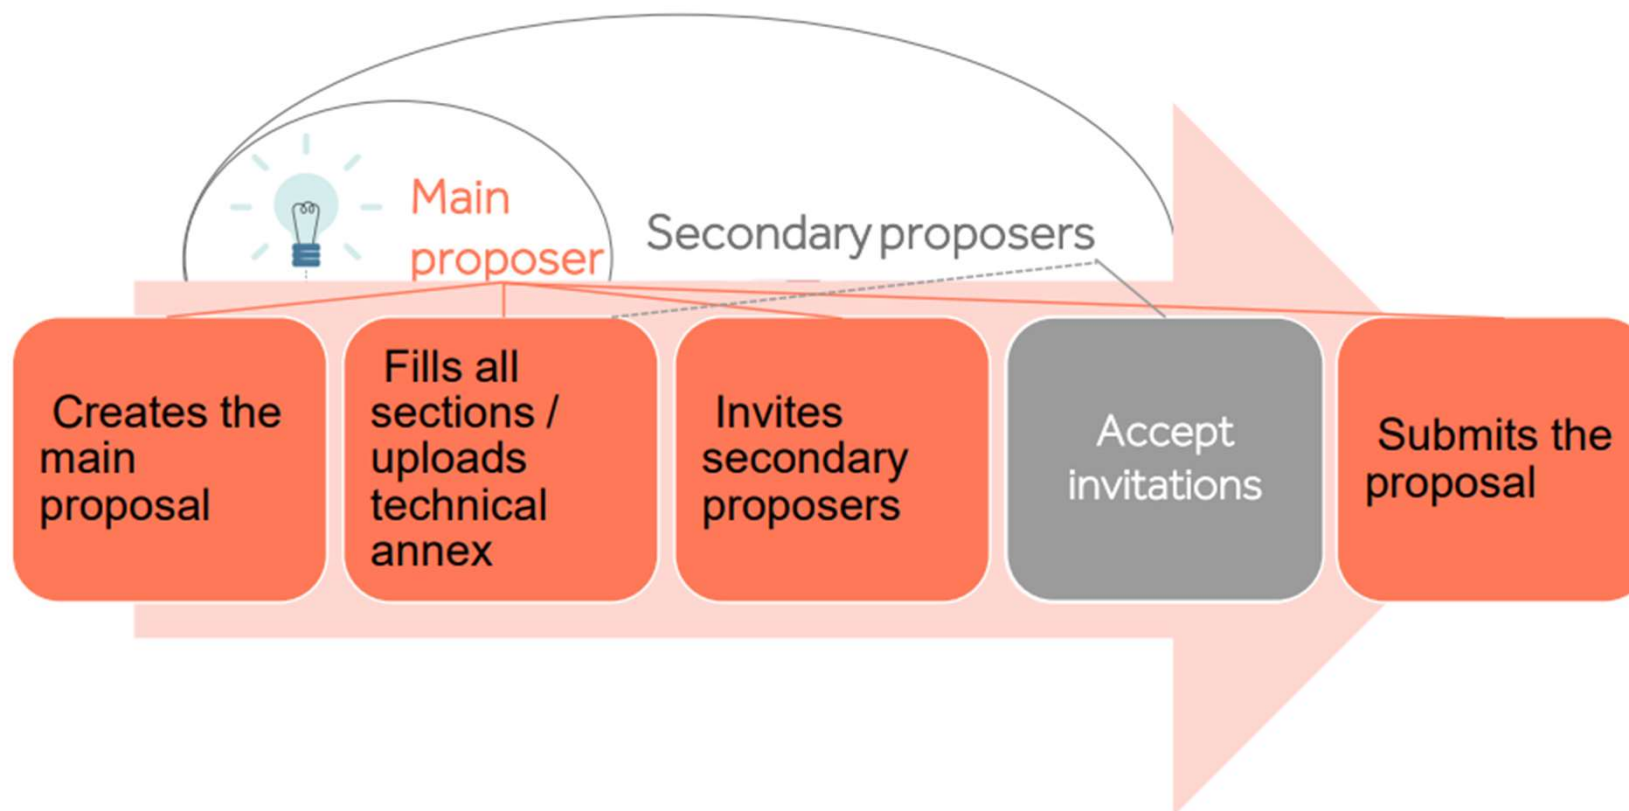 Main
proposer
Secondary proposers
Creates the
main
proposal
Fills all
sections /
uploads
technical
annex
Invites
secondary
proposers
Accept
invitations
Submits the
proposal